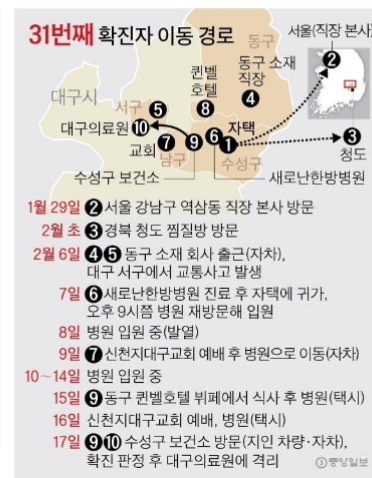 31번째 확진자 이동 경로
서울(직장 본사)
동구
❷
퀸벨
호텔
동구 소재
직장
대구시
서구
❺
❽
❹
대구의료원
❿
자택
❼
❾
❻
❶
❸
교회
남구
수성구
청도
수성구 보건소
새로난한방병원
1월 29일 ❷서울 강남구 역삼동 직장 본사 방문
2월 초 ❸경북 청도 찜질방 방문
2월 6일 ❹❺동구 소재 회사 출근(자차),
대구 서구에서 교통사고 발생
7일 ❻새로난한방병원 진료 후 자택에 귀가,
오후 9시쯤 병원 재방문해 입원
8일 병원 입원 중(발열)
9일 ❼신천지대구교회 예배 후 병원으로 이동(자차)
10~14일 병원 입원 중
15일 ❾동구 퀸벨호텔 뷔페에서 식사 후 병원(택시)
16일 신천지대구교회 예배, 병원(택시)
17일 ❾❿수성구 보건소 방문(지인 차량·자차),
확진 판정 후 대구의료원에 격리
중앙일보